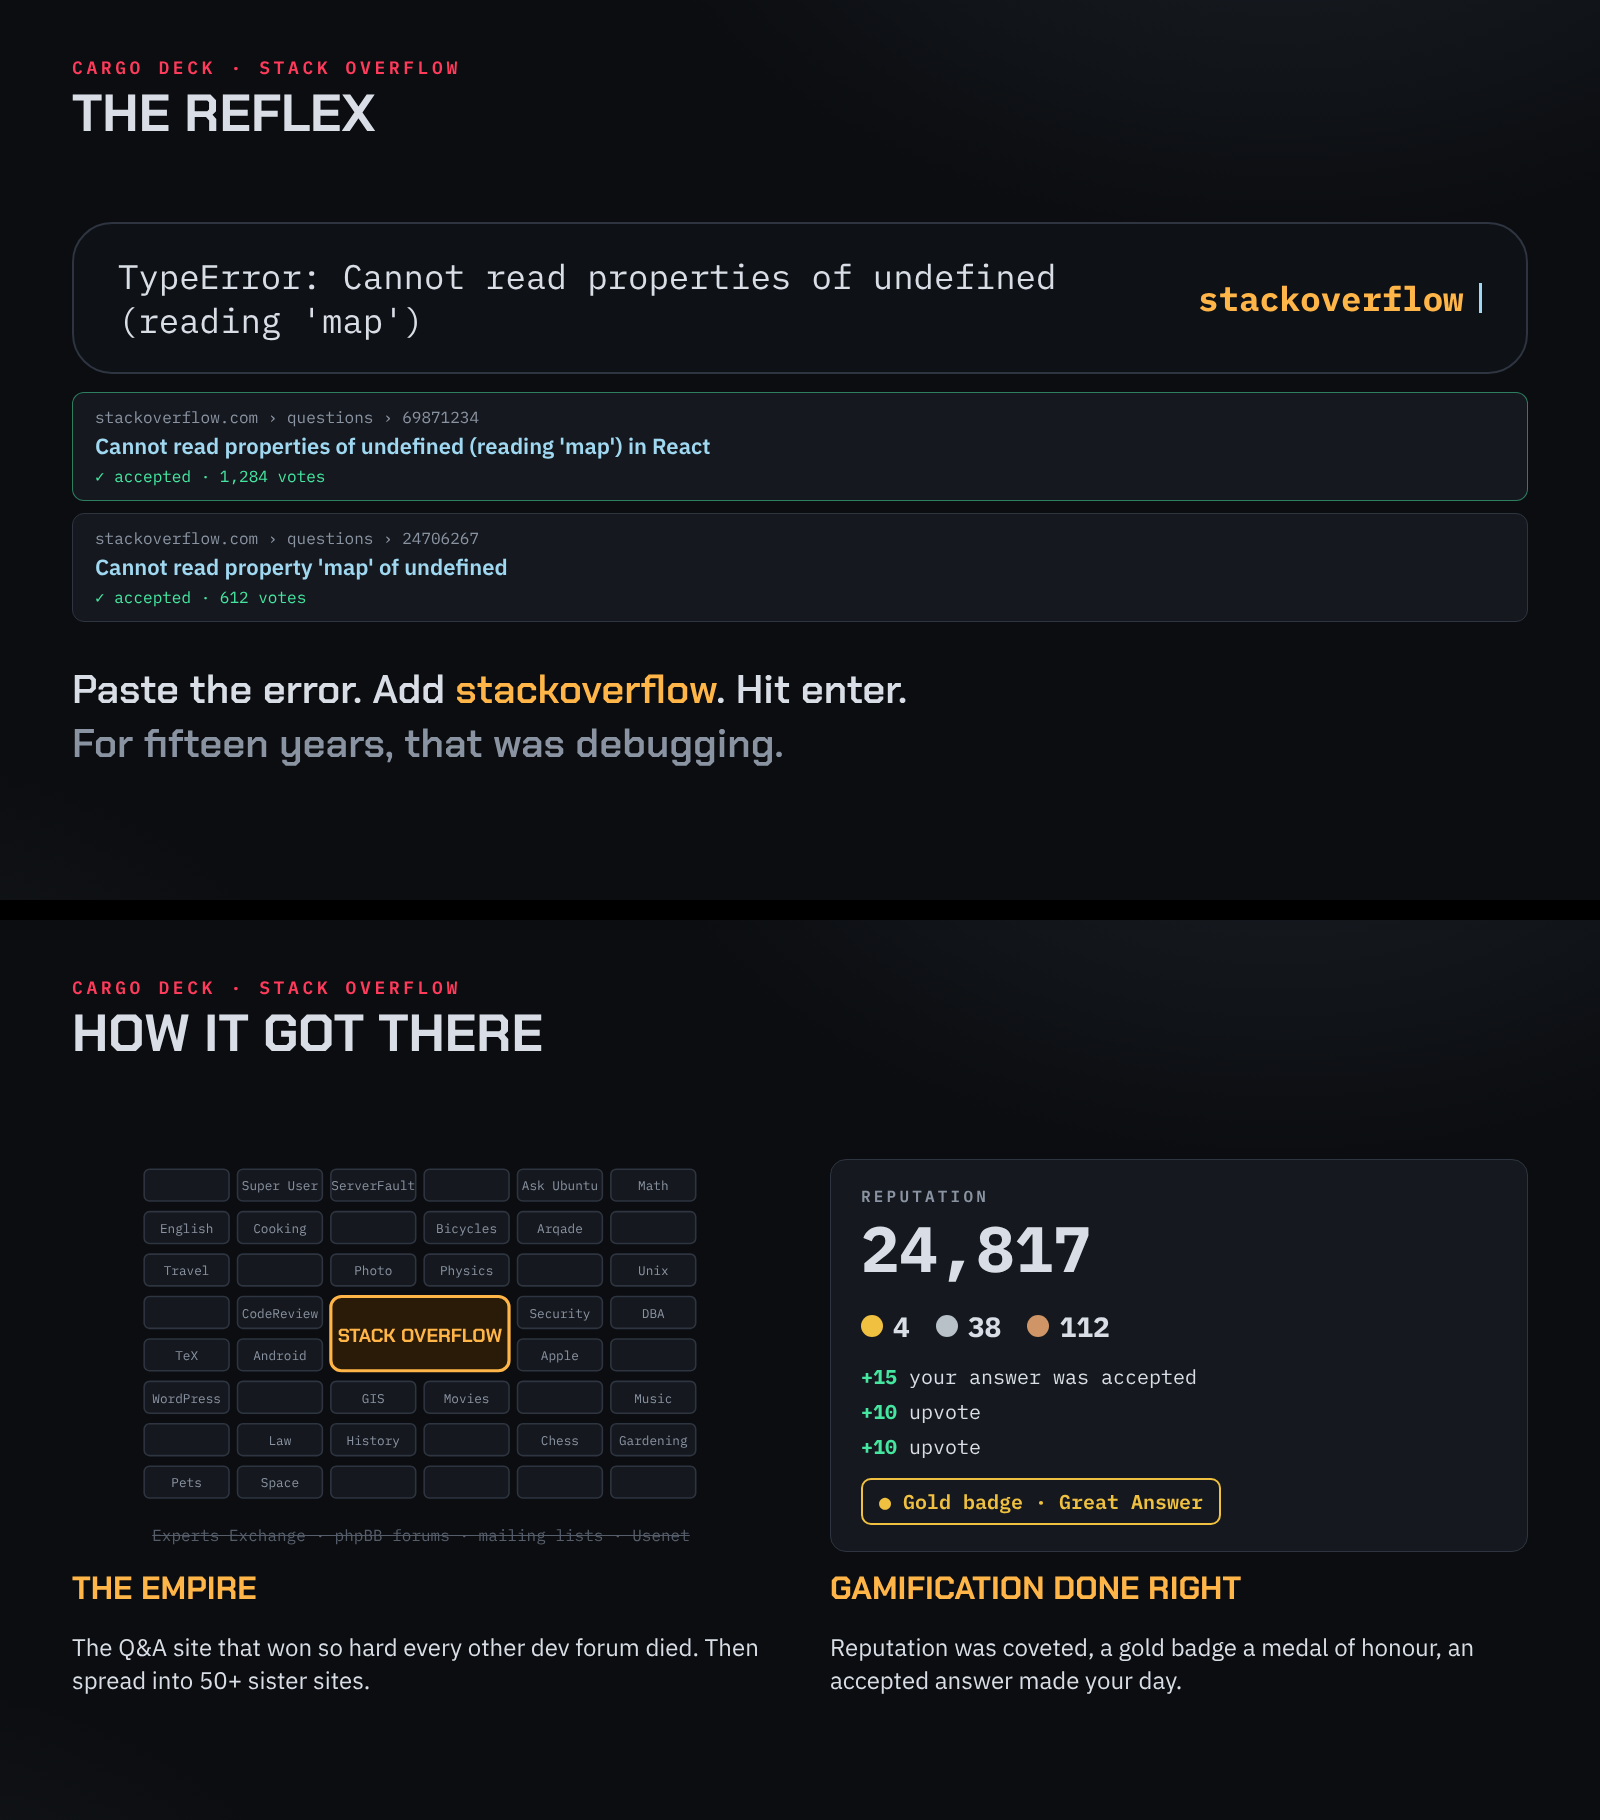 CARGO DECK · STACK OVERFLOW
THE REFLEX
TypeError: Cannot read properties of undefined
(reading 'map')
stackoverflow
stackoverflow.com › questions › 69871234
Cannot read properties of undefined (reading 'map') in React
✓ accepted · 1,284 votes
stackoverflow.com › questions › 24706267
Cannot read property 'map' of undefined
✓ accepted · 612 votes
Paste the error. Add stackoverflow. Hit enter.
For fifteen years, that was debugging.
CARGO DECK · STACK OVERFLOW
HOW IT GOT THERE
Super User ServerFault Ask Ubuntu Math
English Cooking Bicycles Arqade
Travel Photo Physics Unix
CodeReview Security DBA
STACK OVERFLOW
TeX Android Apple
WordPress GIS Movies Music
Law History Chess Gardening
Pets Space
Experts Exchange · phpBB forums · mailing lists · Usenet
THE EMPIRE
The Q&A site that won so hard every other dev forum died. Then
spread into 50+ sister sites.
REPUTATION
24,817
4 38 112
+15 your answer was accepted
+10 upvote
+10 upvote
Gold badge · Great Answer
GAMIFICATION DONE RIGHT
Reputation was coveted, a gold badge a medal of honour, an
accepted answer made your day.